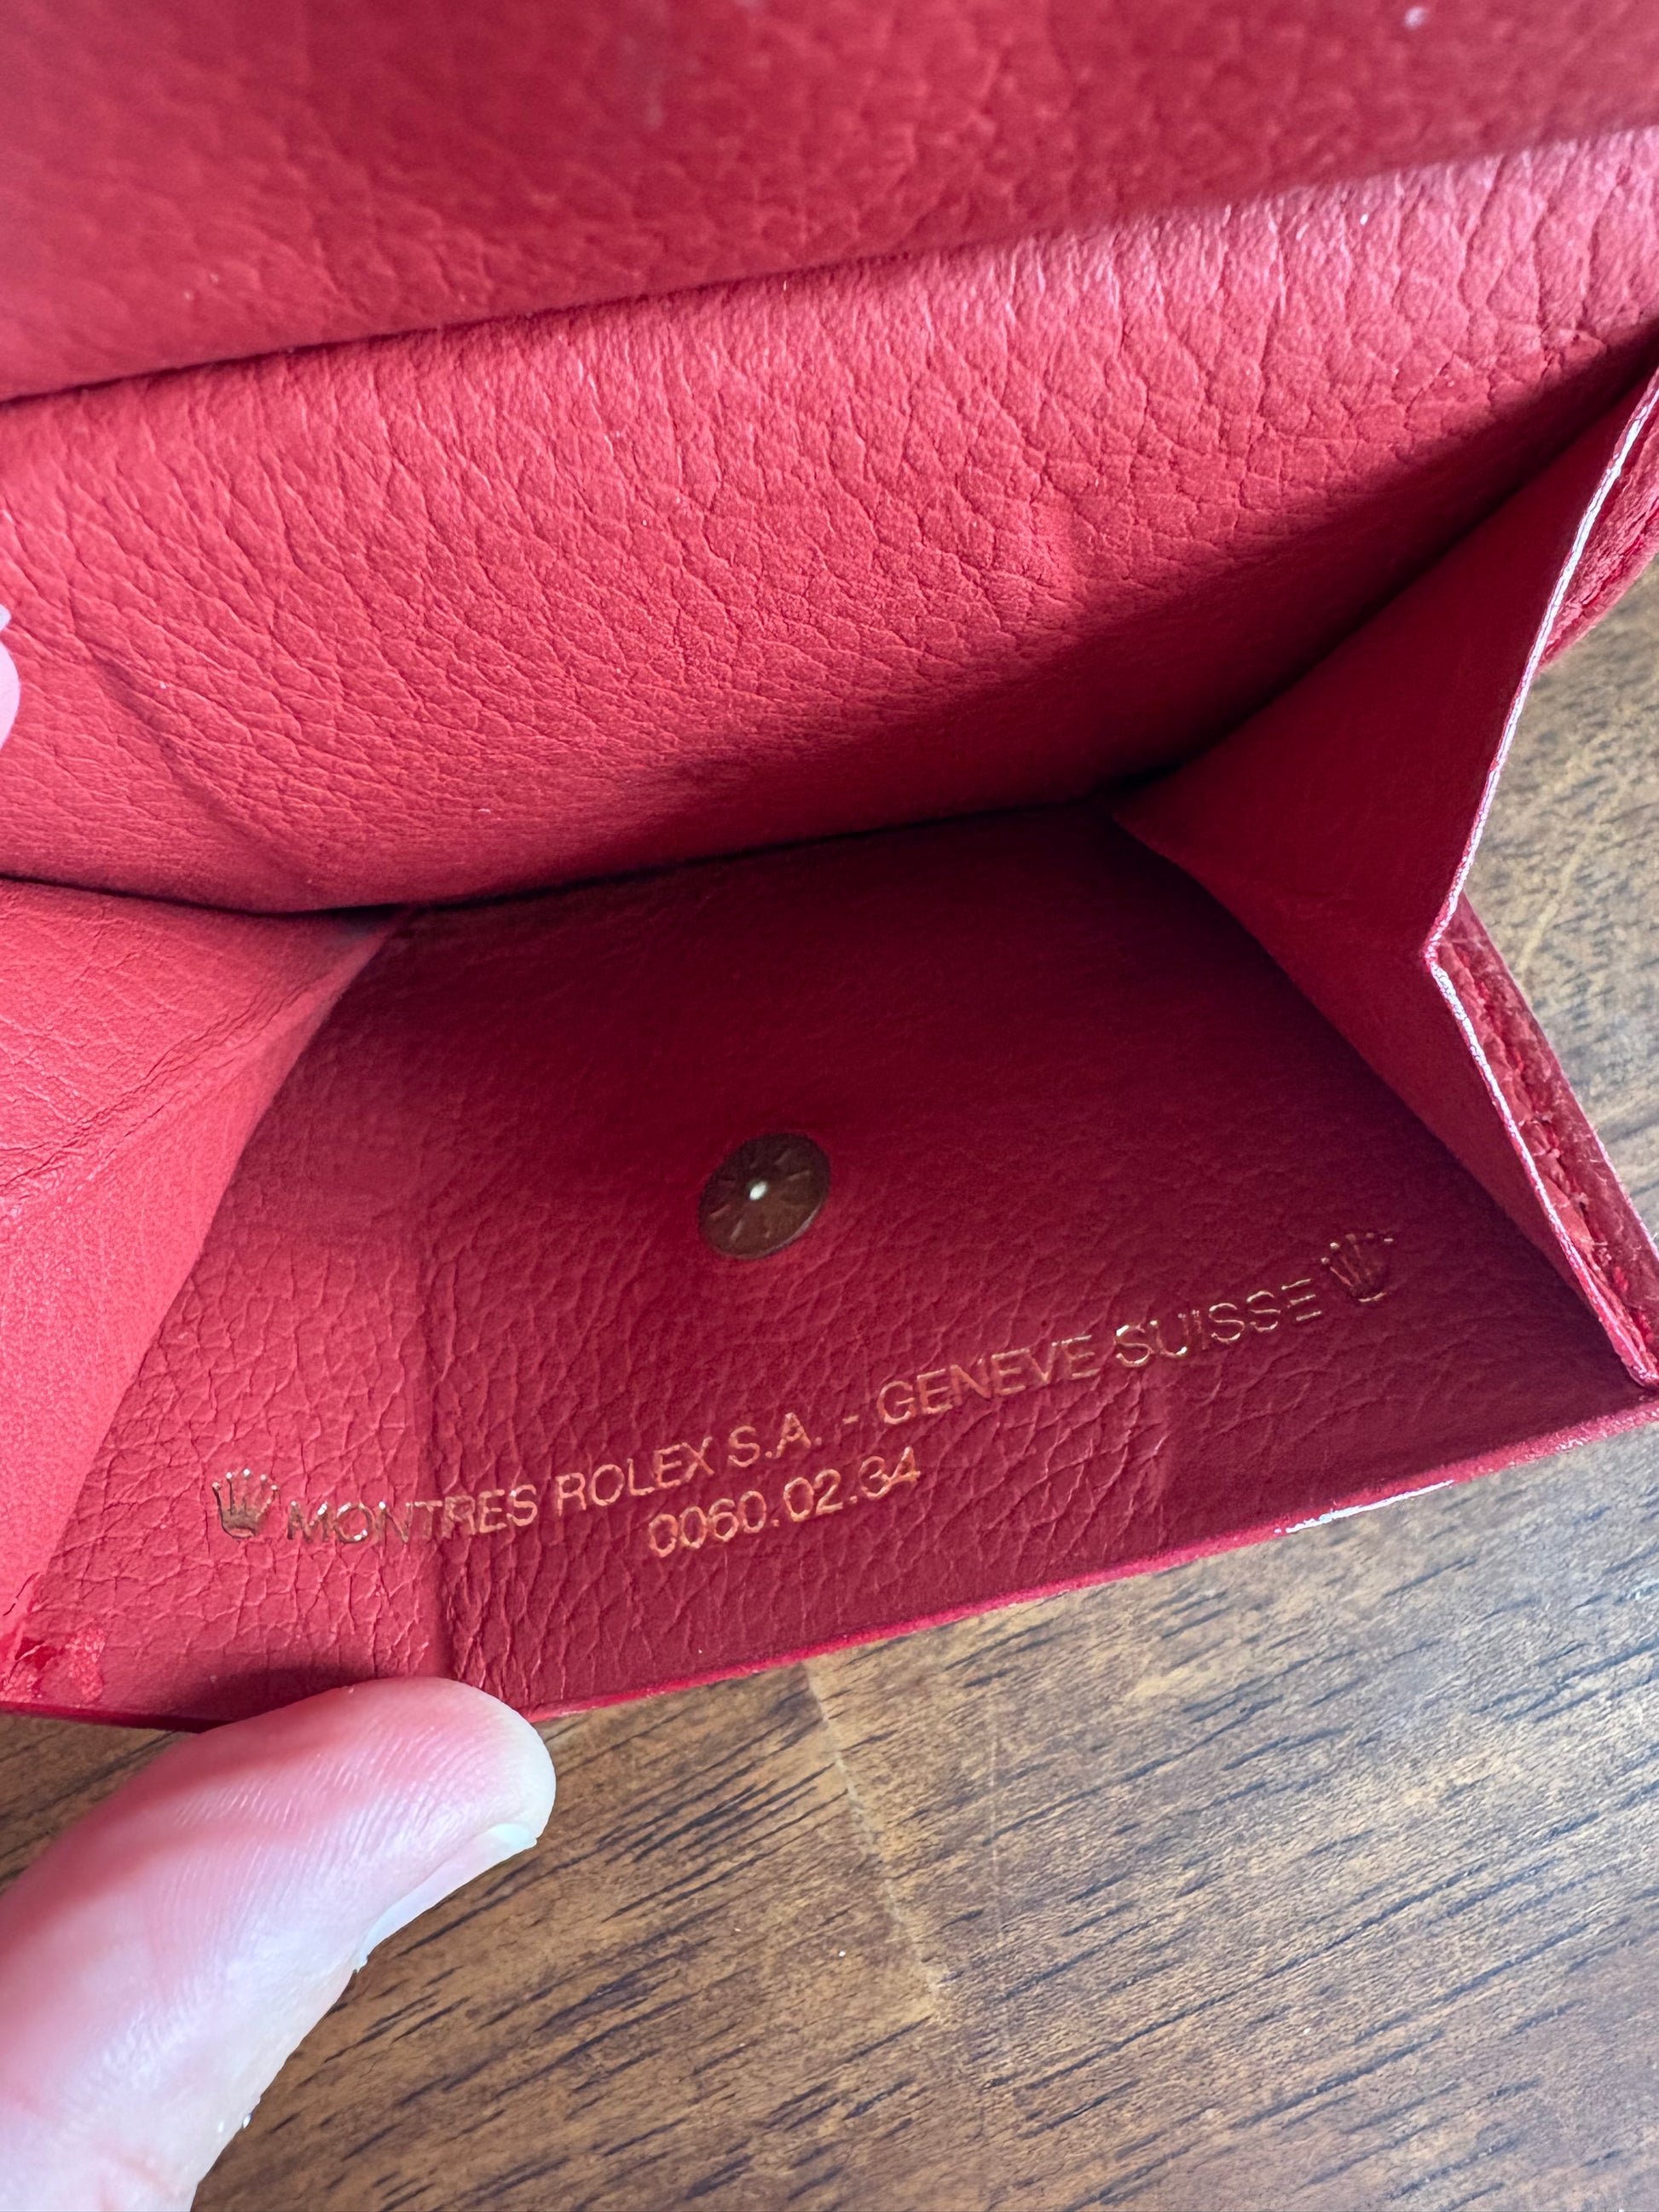 MONTRES ROLEX S.A. - GENEVE SUISSE
0060.02.34